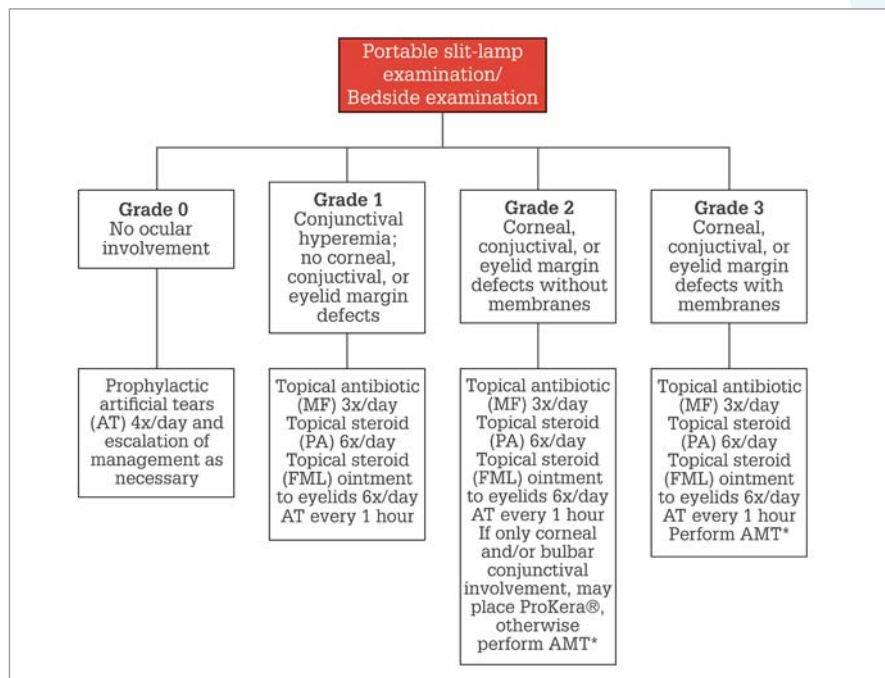 Portable slit-lamp
examination/
Bedside examination
Grade 0
No ocular
involvement
Grade 1
Conjunctival
hyperemia;
no corneal,
conjuctival, or
eyelid margin
defects
Grade 2
Corneal,
conjuctival, or
eyelid margin
defects without
membranes
Grade 3
Corneal,
conjuctival, or
eyelid margin
defects with
membranes
Prophylactic
artificial tears
(AT) 4x/day and
escalation of
management as
necessary
Topical antibiotic
(MF) 3x/day
Topical steroid
(PA) 6x/day
Topical steroid
(FML) ointment
to eyelids 6x/day
AT every 1 hour
Topical antibiotic
(MF) 3x/day
Topical steroid
(PA) 6x/day
Topical steroid
(FML) ointment
to eyelids 6x/day
AT every 1 hour
If only corneal
and/or bulbar
conjunctival
involvement, may
place ProKera®,
otherwise
perform AMT*
Topical antibiotic
(MF) 3x/day
Topical steroid
(PA) 6x/day
Topical steroid
(FML) ointment
to eyelids 6x/day
AT every 1 hour
Perform AMT*